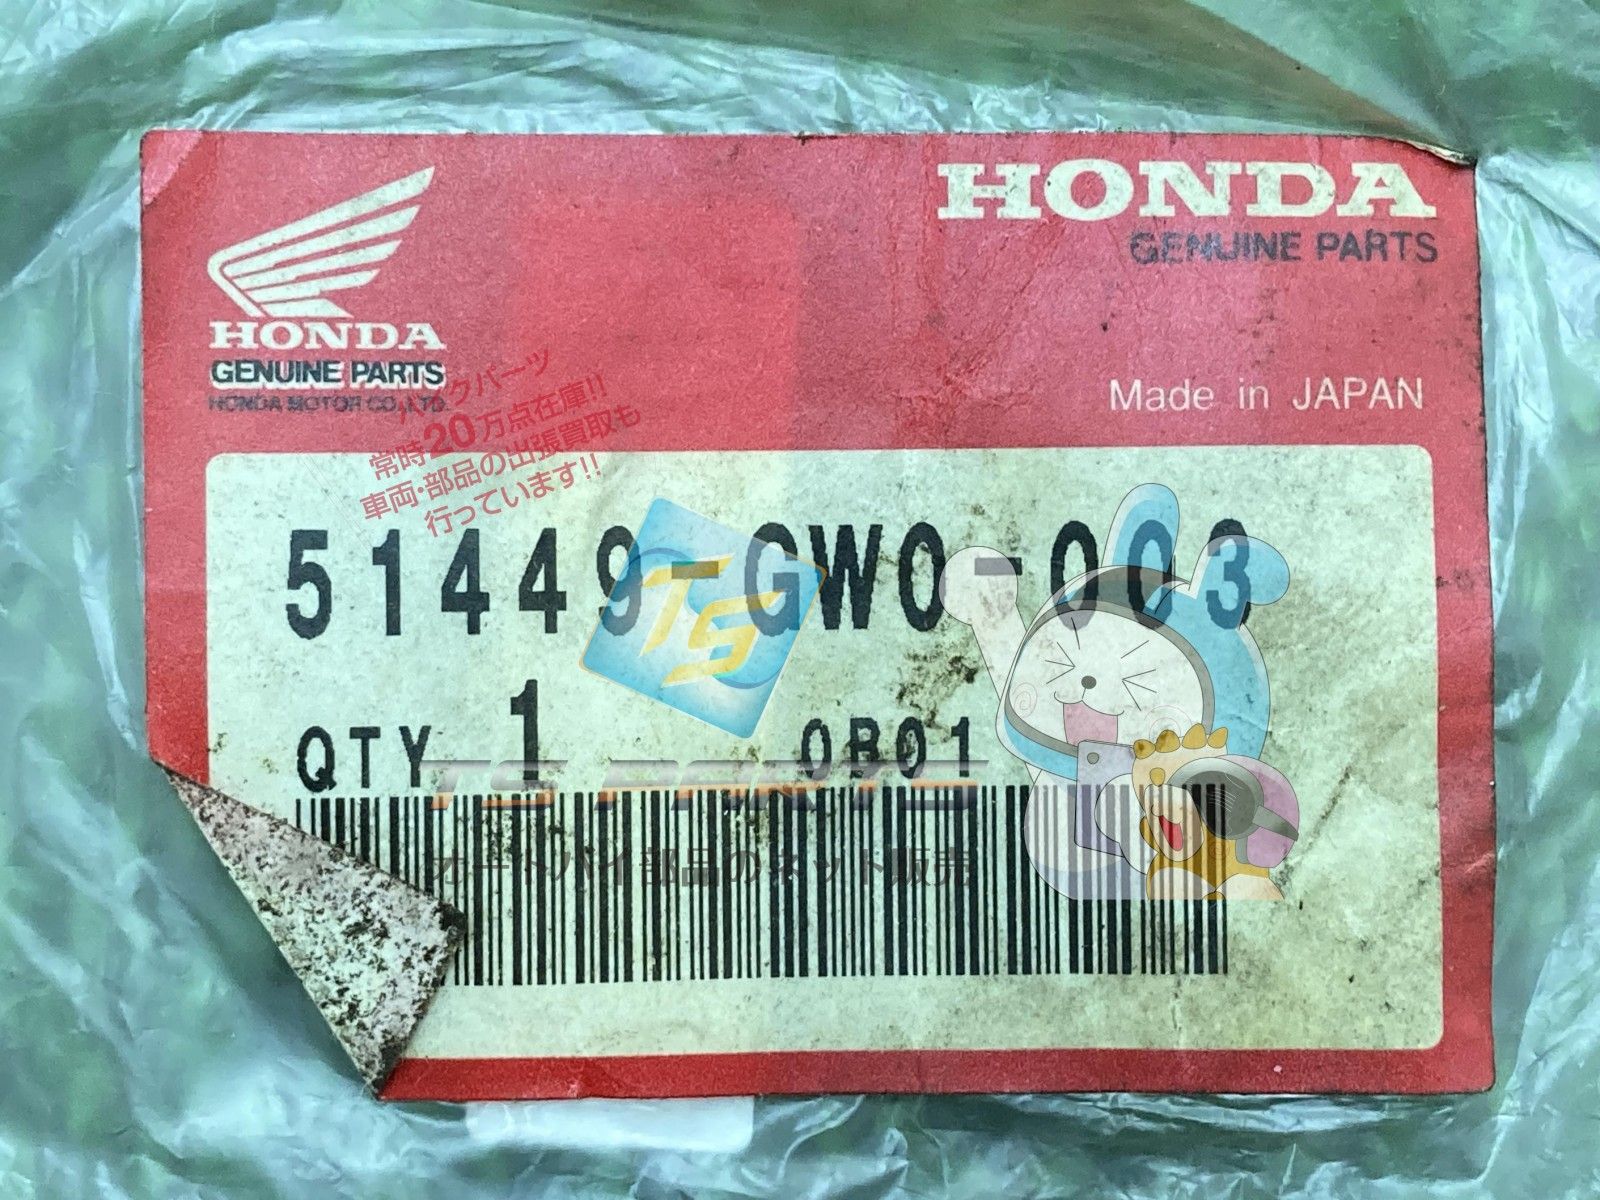 HONDA
GENUINE PARTS
HONDA
GENUINE PARTS
HONDA MOTOR CO.,LTD.
Made in JAPAN
バイクパーツ
常時20万点在庫!!
車両・部品の出張買取も
行っています!!
51449-GW0-003
TS
QTY 1 0B01
TS PARTS
オートバイ部品のネット販売